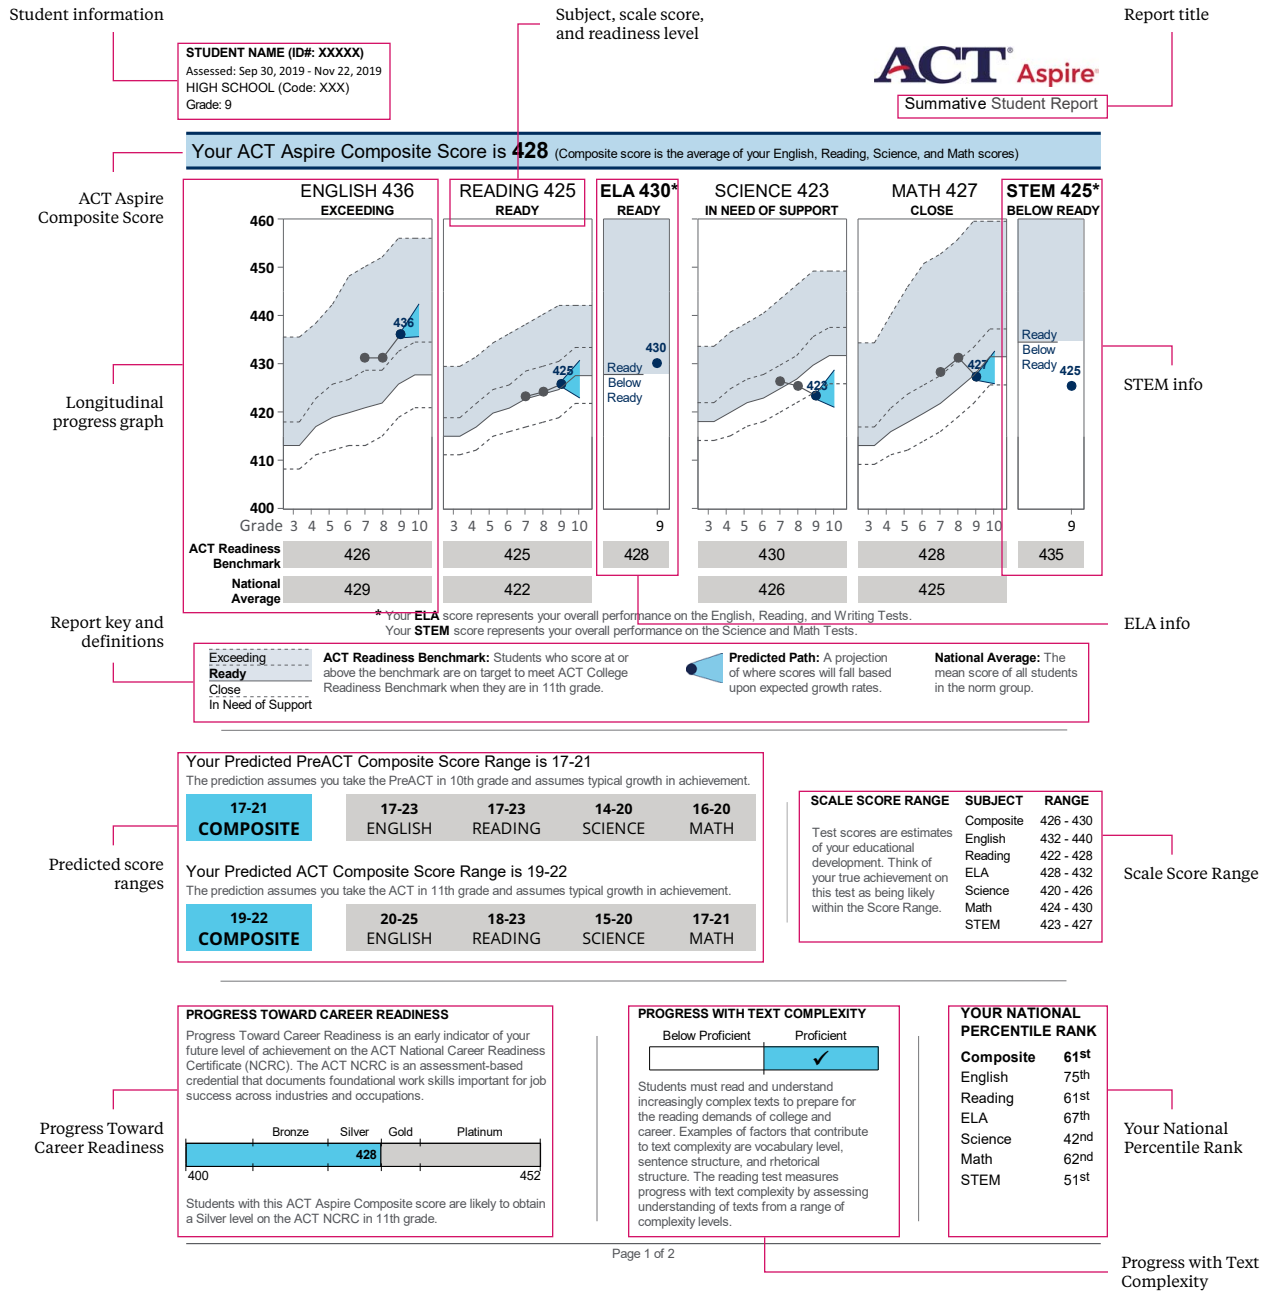 Student information
Subject, scale score,
and readiness level
Report title
STUDENT NAME (ID#: XXXXX)
Assessed: Sep 30, 2019 - Nov 22, 2019
HIGH SCHOOL (Code: XXX)
Grade: 9
ACT® Aspire®
Summative Student Report
Your ACT Aspire Composite Score is 428 (Composite score is the average of your English, Reading, Science, and Math scores)
ACT Aspire
Composite Score
ENGLISH 436
EXCEEDING
READING 425
READY
ELA 430*
READY
SCIENCE 423
IN NEED OF SUPPORT
MATH 427
CLOSE
STEM 425*
BELOW READY
460
450
440
430
420
410
400
436
425
430
Ready
Below
Ready
423
427
Ready
Below
Ready
425
Longitudinal
progress graph
STEM info
Grade 3 4 5 6 7 8 9 10
3 4 5 6 7 8 9 10
9
3 4 5 6 7 8 9 10
3 4 5 6 7 8 9 10
9
ACT Readiness
Benchmark
426
425
428
430
428
435
National
Average
429
422
426
425
* Your ELA score represents your overall performance on the English, Reading, and Writing Tests.
Your STEM score represents your overall performance on the Science and Math Tests.
ELA info
Report key and
definitions
Exceeding
Ready
Close
In Need of Support
ACT Readiness Benchmark: Students who score at or
above the benchmark are on target to meet ACT College
Readiness Benchmark when they are in 11th grade.
Predicted Path: A projection
of where scores will fall based
upon expected growth rates.
National Average: The
mean score of all students
in the norm group.
Predicted score
ranges
Your Predicted PreACT Composite Score Range is 17-21
The prediction assumes you take the PreACT in 10th grade and assumes typical growth in achievement.
17-21
COMPOSITE
17-23
ENGLISH
17-23
READING
14-20
SCIENCE
16-20
MATH
Your Predicted ACT Composite Score Range is 19-22
The prediction assumes you take the ACT in 11th grade and assumes typical growth in achievement.
19-22
COMPOSITE
20-25
ENGLISH
18-23
READING
15-20
SCIENCE
17-21
MATH
SCALE SCORE RANGE
Test scores are estimates
of your educational
development. Think of
your true achievement on
this test as being likely
within the Score Range.
SUBJECT RANGE
Composite 426 - 430
English 432 - 440
Reading 422 - 428
ELA 428 - 432
Science 420 - 426
Math 424 - 430
STEM 423 - 427
Scale Score Range
Progress Toward
Career Readiness
PROGRESS TOWARD CAREER READINESS
Progress Toward Career Readiness is an early indicator of your
future level of achievement on the ACT National Career Readiness
Certificate (NCRC). The ACT NCRC is an assessment-based
credential that documents foundational work skills important for job
success across industries and occupations.
Bronze Silver Gold Platinum
428
400 452
Students with this ACT Aspire Composite score are likely to obtain
a Silver level on the ACT NCRC in 11th grade.
PROGRESS WITH TEXT COMPLEXITY
Below Proficient Proficient
✓
Students must read and understand
increasingly complex texts to prepare for
the reading demands of college and
career. Examples of factors that contribute
to text complexity are vocabulary level,
sentence structure, and rhetorical
structure. The reading test measures
progress with text complexity by assessing
understanding of texts from a range of
complexity levels.
YOUR NATIONAL
PERCENTILE RANK
Composite 61st
English 75th
Reading 61st
ELA 67th
Science 42nd
Math 62nd
STEM 51st
Your National
Percentile Rank
Page 1 of 2
Progress with Text
Complexity